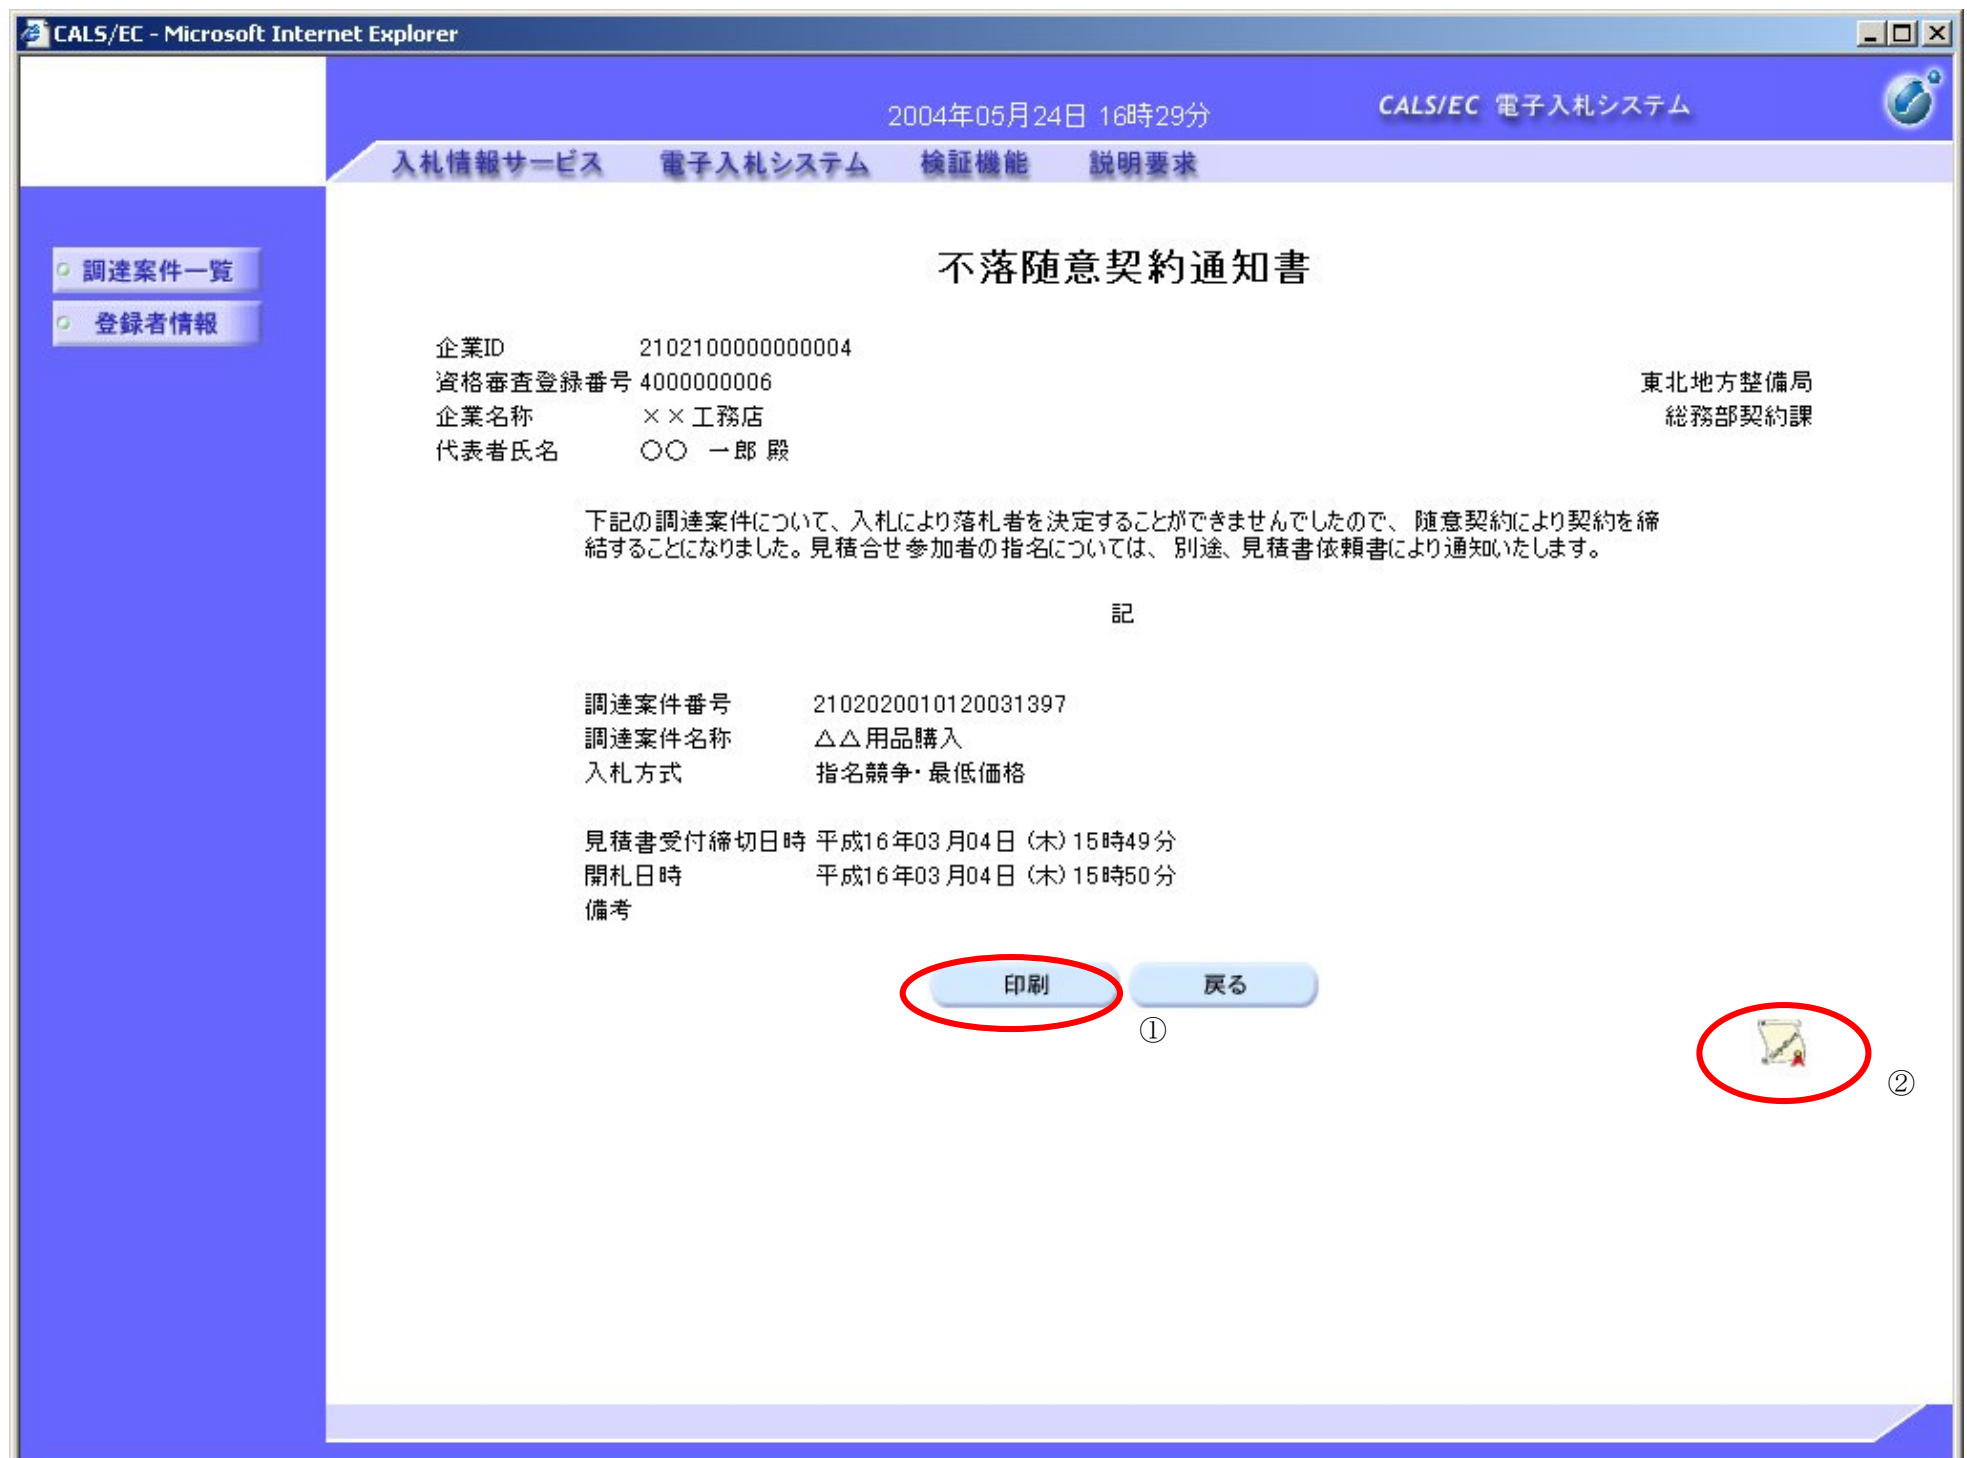 CALS/EC - Microsoft Internet Explorer
2004年05月24日 16時29分
CALS/EC 電子入札システム
入札情報サービス 電子入札システム 検証機能 説明要求
調達案件一覧
登録者情報
不落随意契約通知書
企業ID 2102100000000004
資格審査登録番号 4000000006
東北地方整備局
企業名称 ××工務店
総務部契約課
代表者氏名 〇〇 一郎 殿
下記の調達案件について、入札により落札者を決定することができませんでしたので、随意契約により契約を締
結することになりました。見積合せ参加者の指名については、別途、見積書依頼書により通知いたします。
記
調達案件番号 2102020010120031397
調達案件名称 △△用品購入
入札方式 指名競争・最低価格
見積書受付締切日時 平成16年03月04日（木）15時49分
開札日時 平成16年03月04日（木）15時50分
備考
印刷 戻る
①
②